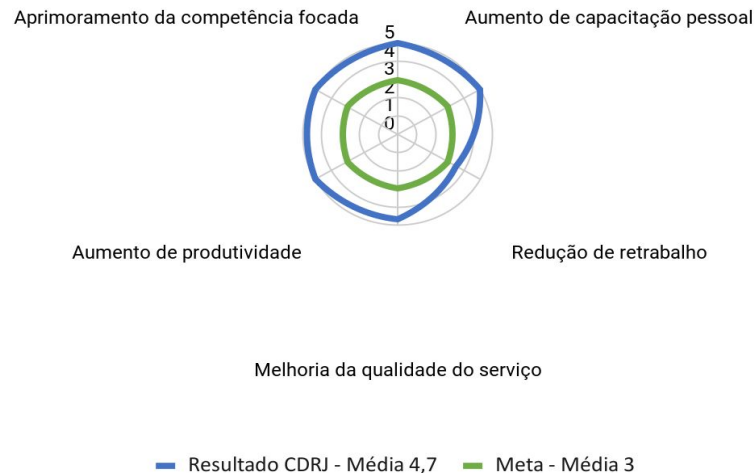 Aprimoramento da competência focada
Aumento de capacitação pessoal
5
4
3
2
1
0
Aumento de produtividade
Redução de retrabalho
Melhoria da qualidade do serviço
Resultado CDRJ - Média 4,7
Meta - Média 3